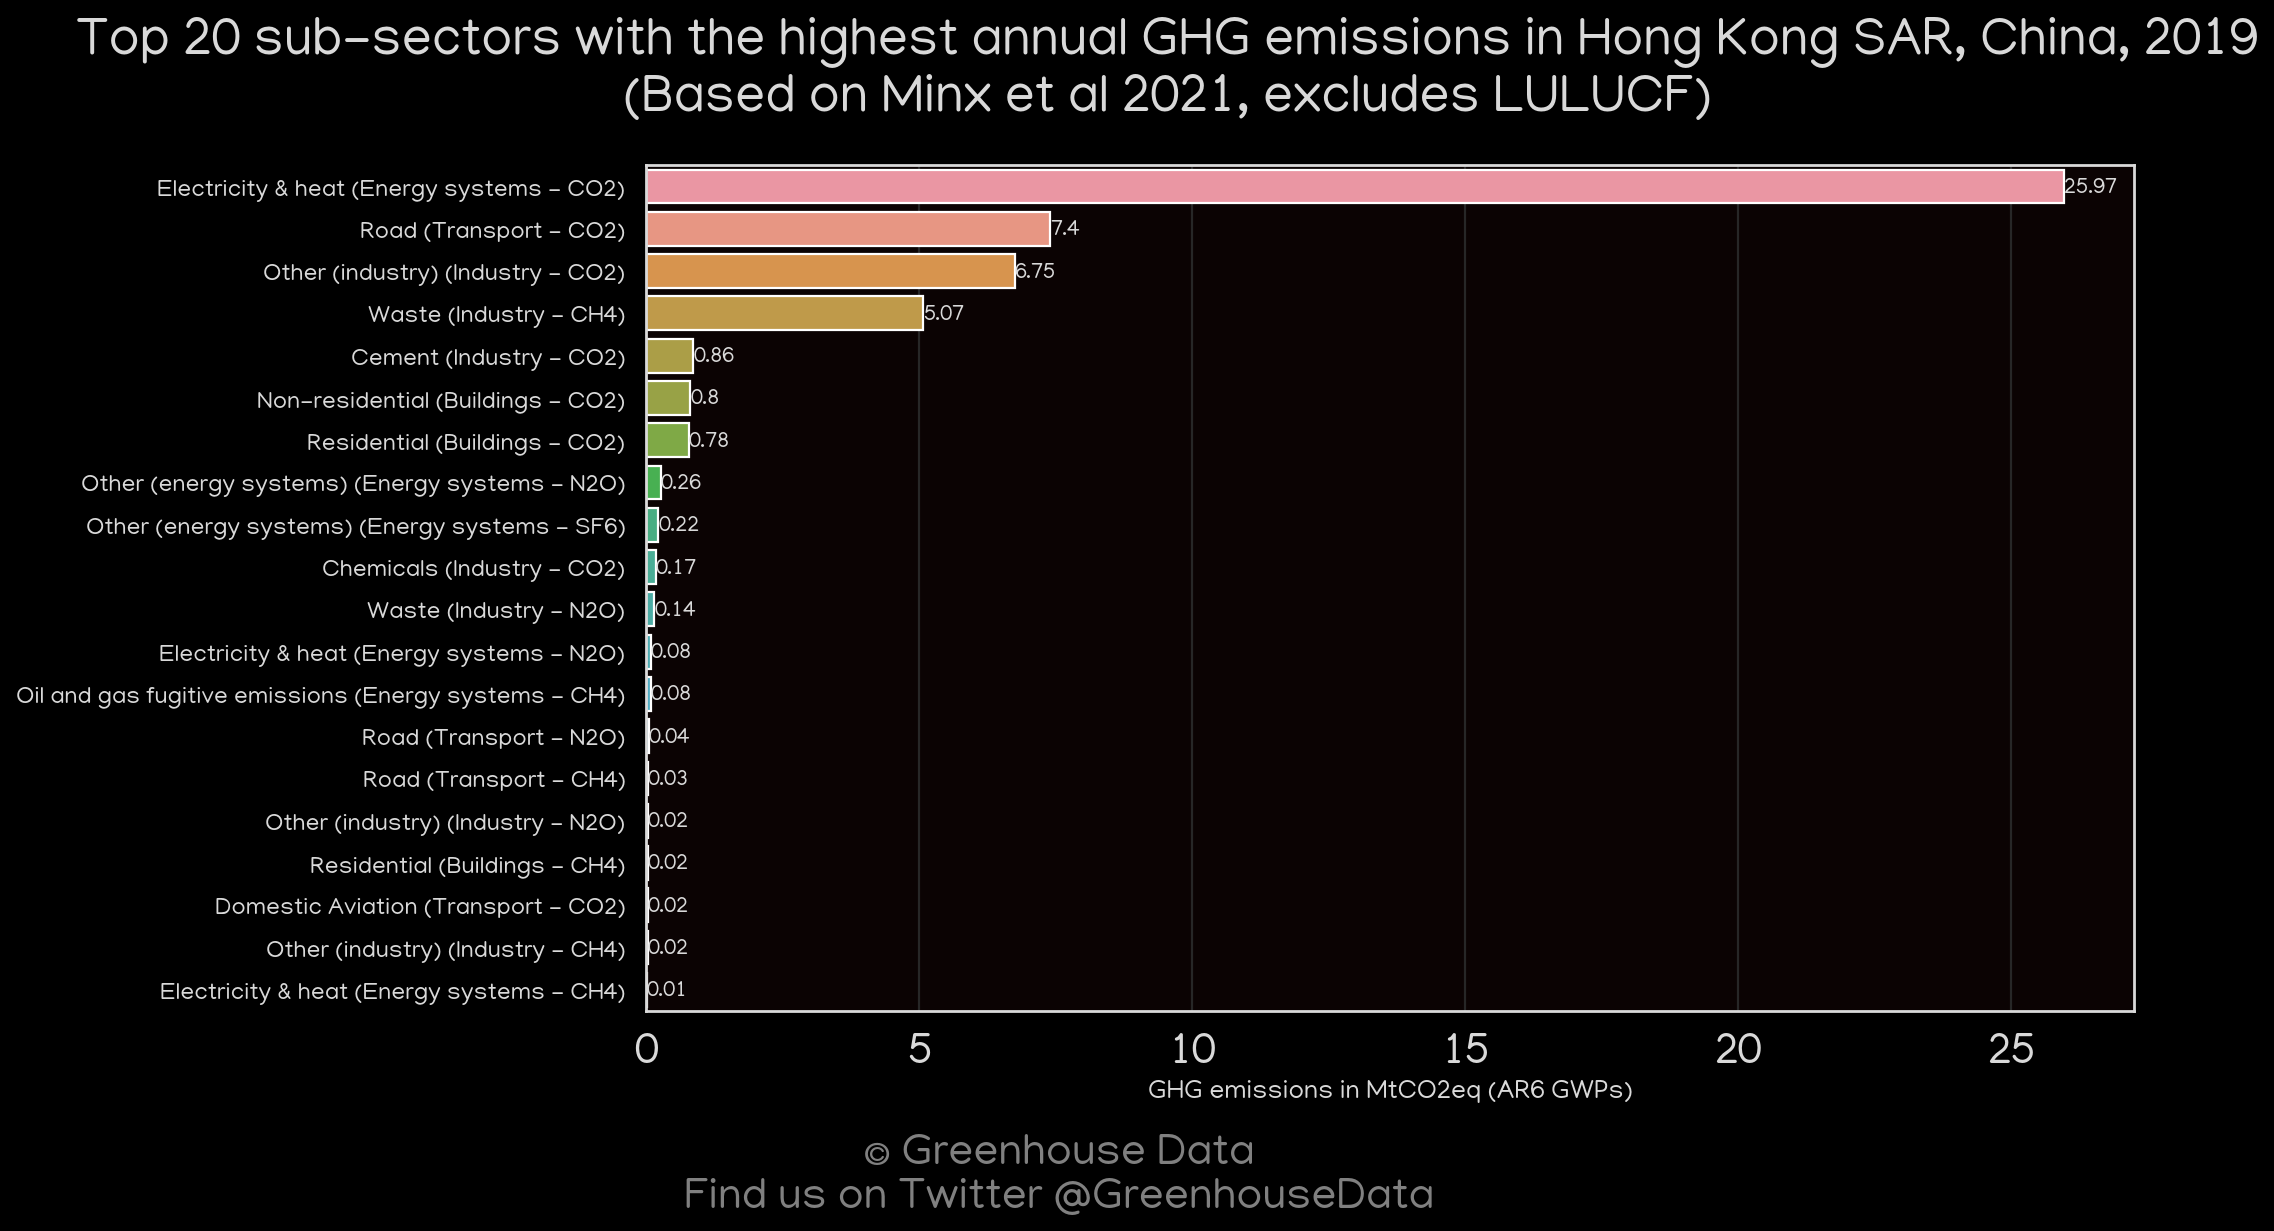 Top 20 sub-sectors with the highest annual GHG emissions in Hong Kong SAR, China, 2019
(Based on Minx et al 2021, excludes LULUCF)
Electricity & heat (Energy systems - CO2) 25.97
Road (Transport - CO2) 7.4
Other (industry) (Industry - CO2) 6.75
Waste (Industry - CH4) 5.07
Cement (Industry - CO2) 0.86
Non-residential (Buildings - CO2) 0.8
Residential (Buildings - CO2) 0.78
Other (energy systems) (Energy systems - N2O) 0.26
Other (energy systems) (Energy systems - SF6) 0.22
Chemicals (Industry - CO2) 0.17
Waste (Industry - N2O) 0.14
Electricity & heat (Energy systems - N2O) 0.08
Oil and gas fugitive emissions (Energy systems - CH4) 0.08
Road (Transport - N2O) 0.04
Road (Transport - CH4) 0.03
Other (industry) (Industry - N2O) 0.02
Residential (Buildings - CH4) 0.02
Domestic Aviation (Transport - CO2) 0.02
Other (industry) (Industry - CH4) 0.02
Electricity & heat (Energy systems - CH4) 0.01
0 5 10 15 20 25
GHG emissions in MtCO2eq (AR6 GWPs)
© Greenhouse Data
Find us on Twitter @GreenhouseData